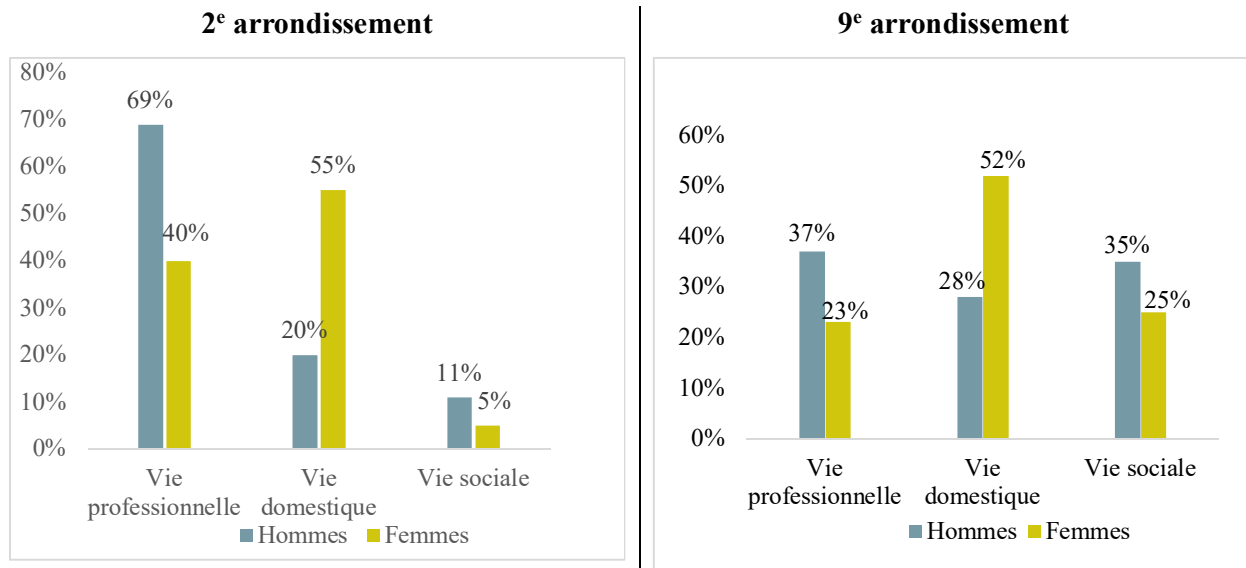 2e arrondissement
80%
70%
60%
50%
40%
30%
20%
10%
0%
69%
40%
20%
55%
11%
5%
Vie
professionnelle
Vie
domestique
Vie sociale
Hommes Femmes
9e arrondissement
60%
50%
40%
30%
20%
10%
0%
37%
23%
28%
52%
35%
25%
Vie
professionnelle
Vie
domestique
Vie sociale
Hommes Femmes